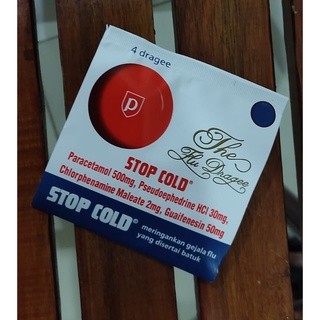 4 dragee
p
The
Flu Dragee
STOP COLD®
Paracetamol 500mg, Pseudoephedrine HCl 30mg,
Chlorphenamine Maleate 2mg, Guaifenesin 50mg
STOP COLD®
meringankan gejala flu
yang disertai batuk